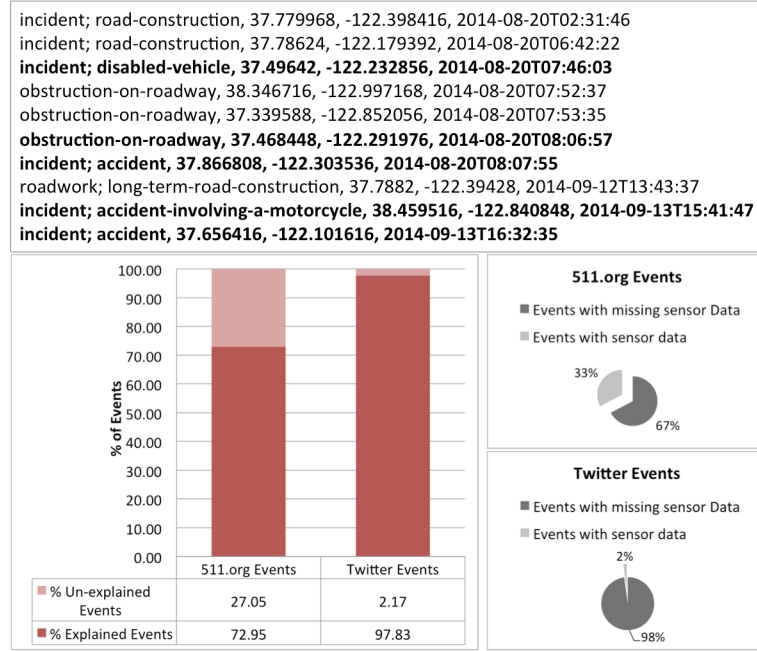 incident; road-construction, 37.779968, -122.398416, 2014-08-20T02:31:46
incident; road-construction, 37.78624, -122.179392, 2014-08-20T06:42:22
incident; disabled-vehicle, 37.49642, -122.232856, 2014-08-20T07:46:03
obstruction-on-roadway, 38.346716, -122.997168, 2014-08-20T07:52:37
obstruction-on-roadway, 37.339588, -122.852056, 2014-08-20T07:53:35
obstruction-on-roadway, 37.468448, -122.291976, 2014-08-20T08:06:57
incident; accident, 37.866808, -122.303536, 2014-08-20T08:07:55
roadwork; long-term-road-construction, 37.7882, -122.39428, 2014-09-12T13:43:37
incident; accident-involving-a-motorcycle, 38.459516, -122.840848, 2014-09-13T15:41:47
incident; accident, 37.656416, -122.101616, 2014-09-13T16:32:35
% of Events
100.00
90.00
80.00
70.00
60.00
50.00
40.00
30.00
20.00
10.00
0.00
511.org Events Twitter Events
% Un-explained
Events
27.05 2.17
% Explained Events 72.95 97.83
511.org Events
Events with missing sensor Data
Events with sensor data
33%
67%
Twitter Events
Events with missing sensor Data
Events with sensor data
2%
98%